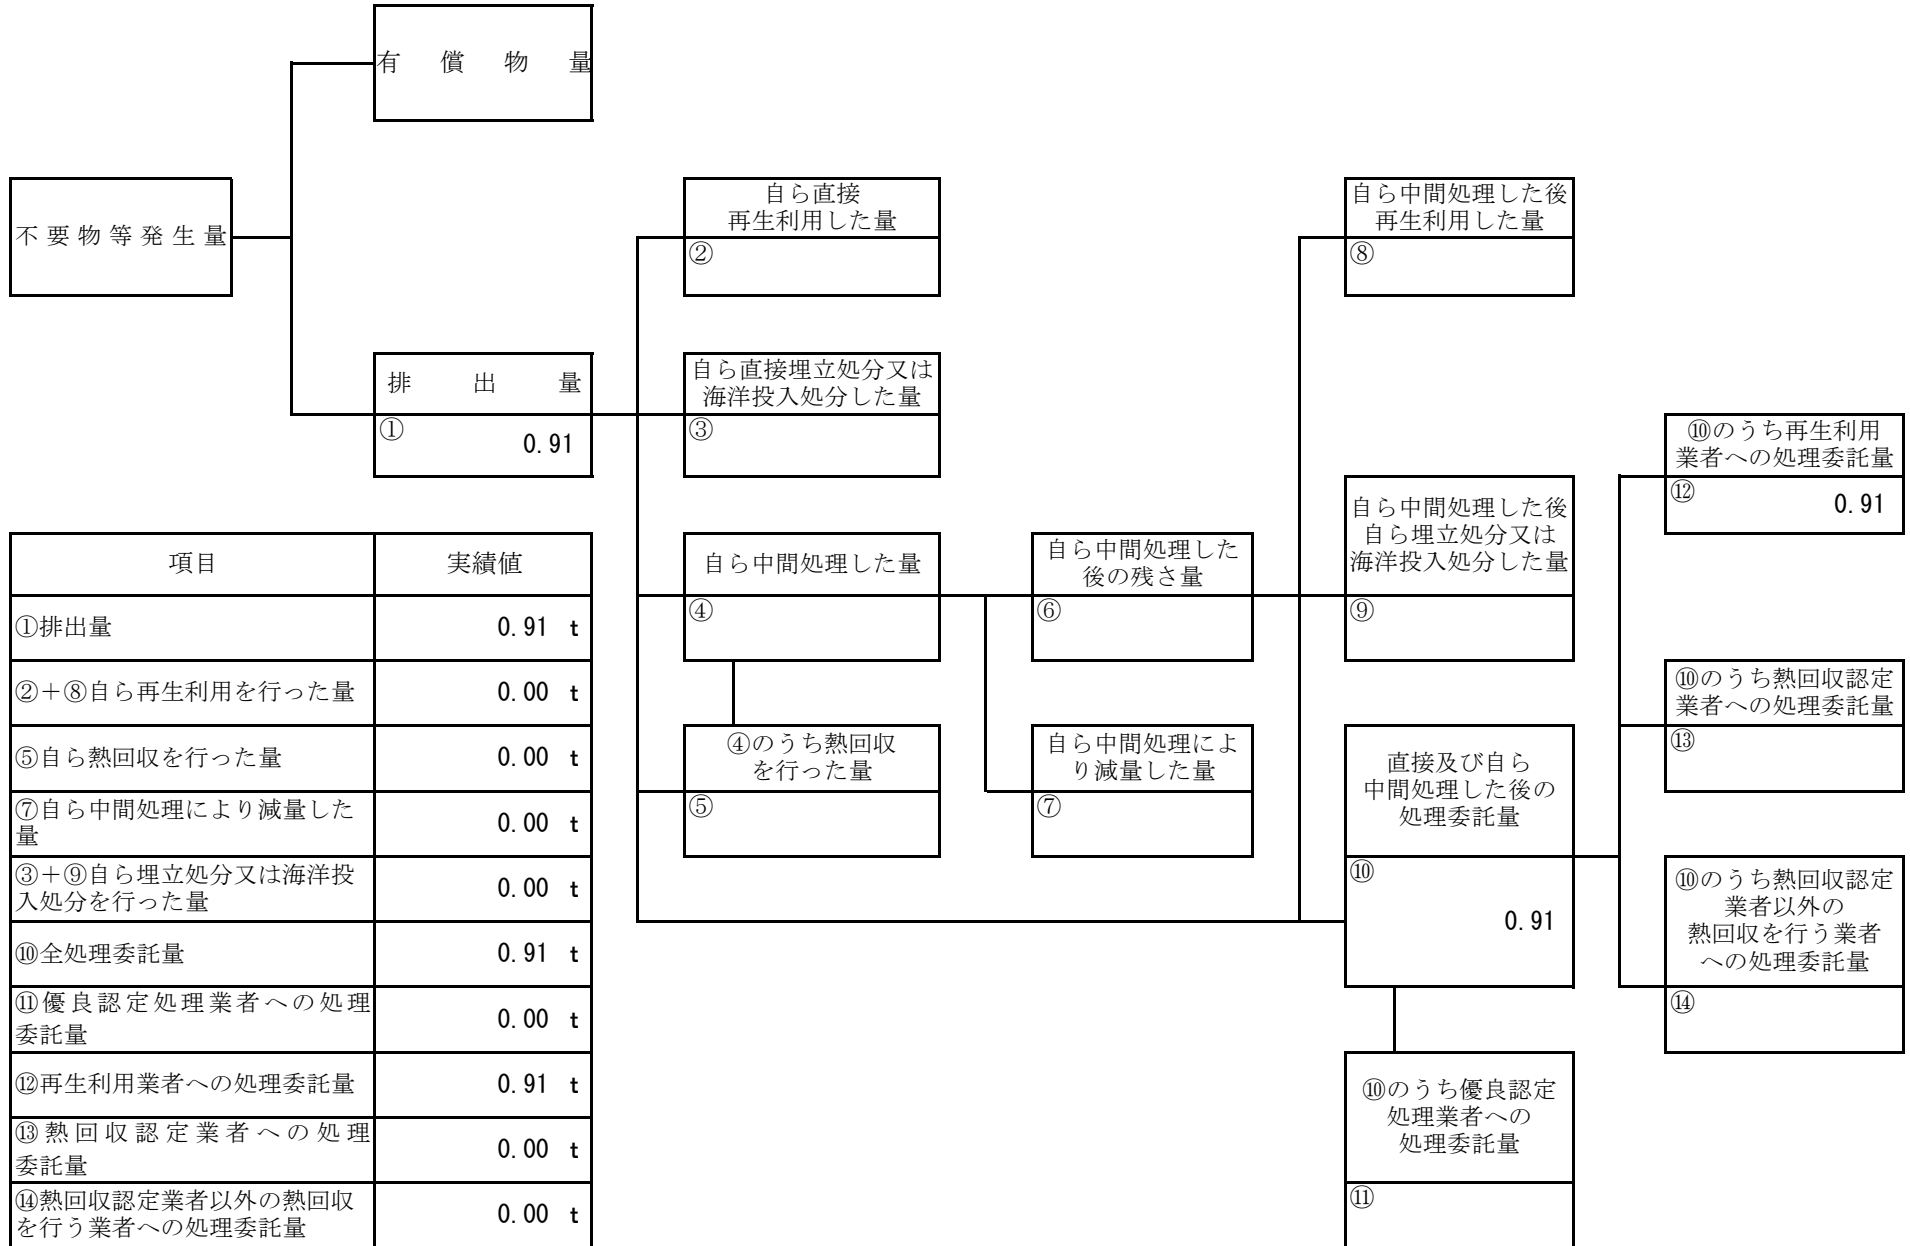 有償物量
不要物等発生量
排出量
①
0.91
自ら直接
再生利用した量
②
自ら直接埋立処分又は
海洋投入処分した量
③
自ら中間処理した量
④
④のうち熱回収
を行った量
⑤
自ら中間処理した
後の残さ量
⑥
自ら中間処理によ
り減量した量
⑦
自ら中間処理した後
再生利用した量
⑧
自ら中間処理した後
自ら埋立処分又は
海洋投入処分した量
⑨
直接及び自ら
中間処理した後の
処理委託量
⑩
0.91
⑩のうち優良認定
処理業者への
処理委託量
⑪
⑩のうち再生利用
業者への処理委託量
⑫
0.91
⑩のうち熱回収認定
業者への処理委託量
⑬
⑩のうち熱回収認定
業者以外の
熱回収を行う業者
への処理委託量
⑭
項目 実績値
①排出量 0.91 t
②＋⑧自ら再生利用を行った量 0.00 t
⑤自ら熱回収を行った量 0.00 t
⑦自ら中間処理により減量した
量 0.00 t
③＋⑨自ら埋立処分又は海洋投
入処分を行った量 0.00 t
⑩全処理委託量 0.91 t
⑪優良認定処理業者への処理
委託量 0.00 t
⑫再生利用業者への処理委託量 0.91 t
⑬熱回収認定業者への処理
委託量 0.00 t
⑭熱回収認定業者以外の熱回収
を行う業者への処理委託量 0.00 t